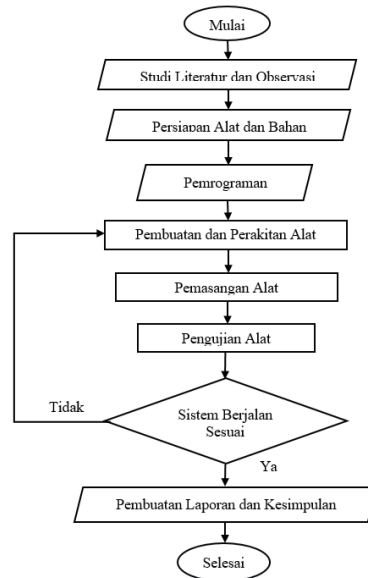 Mulai
Studi Literatur dan Observasi
Persiapan Alat dan Bahan
Pemrograman
Pembuatan dan Perakitan Alat
Pemasangan Alat
Pengujian Alat
Tidak
Sistem Berjalan
Sesuai
Ya
Pembuatan Laporan dan Kesimpulan
Selesai